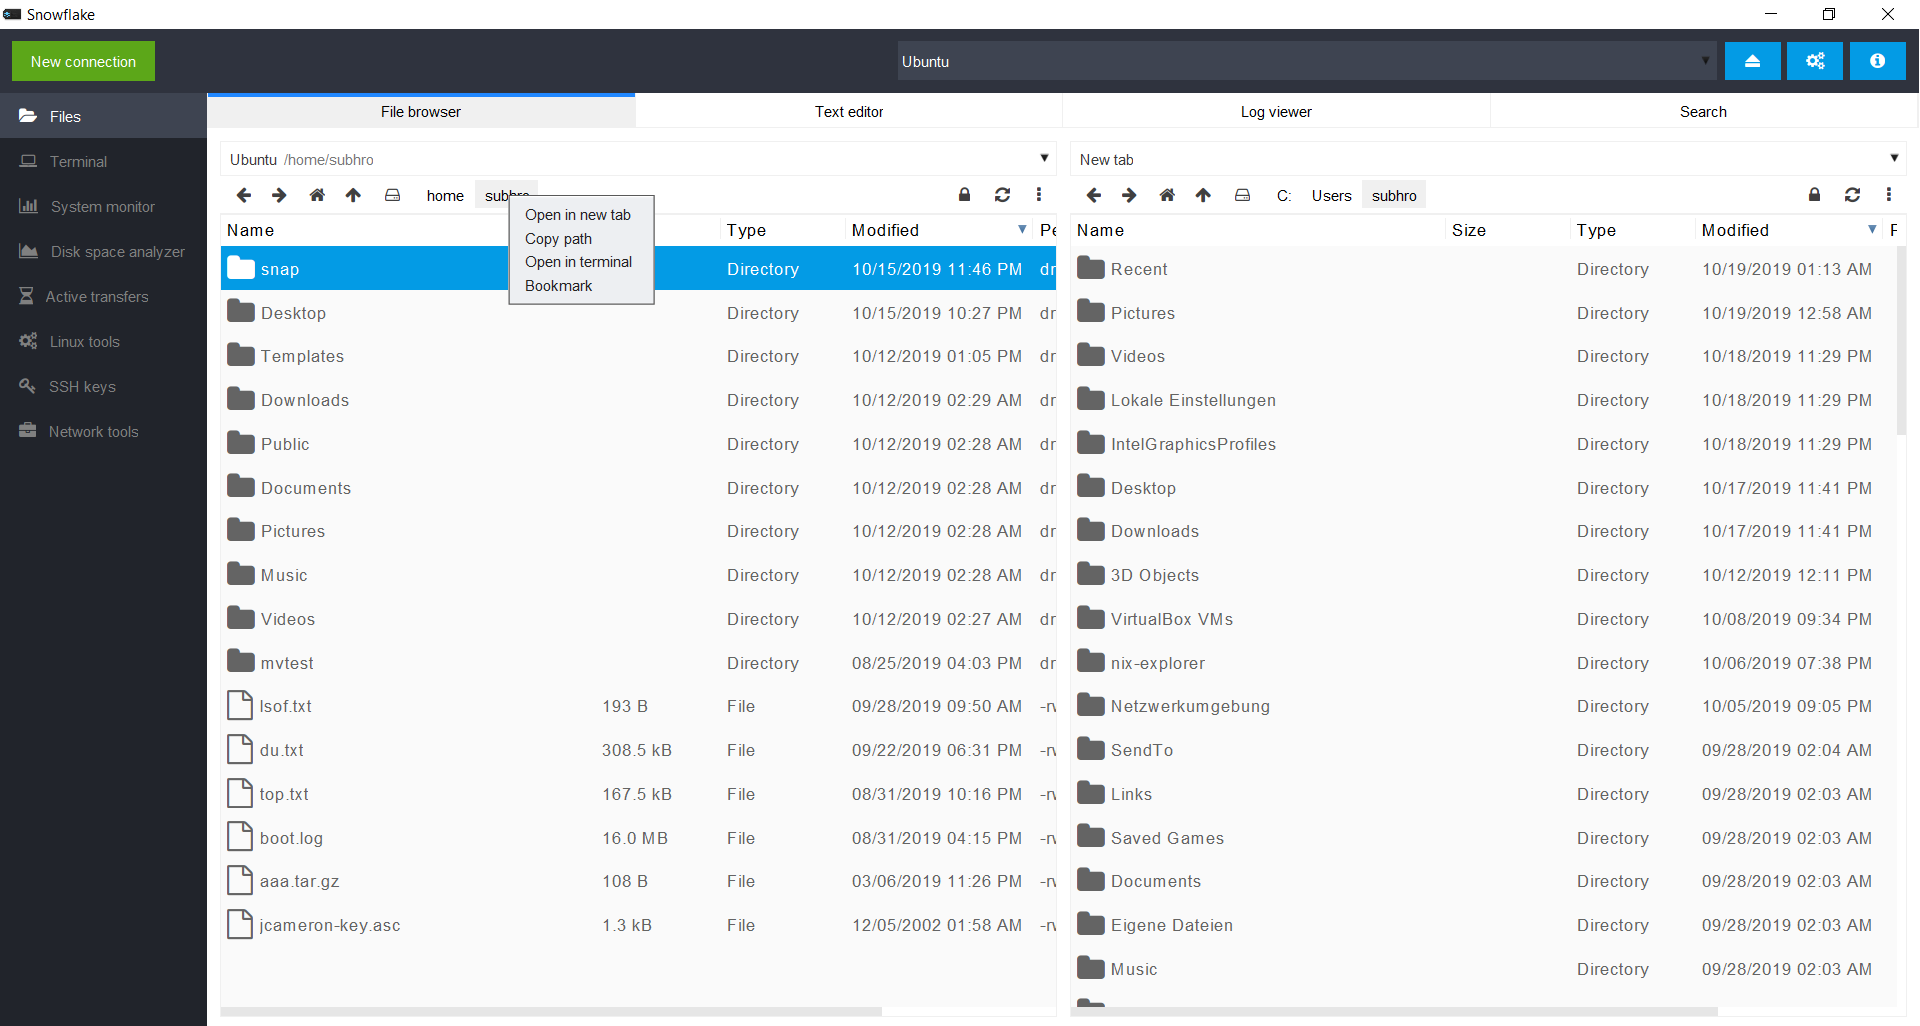 Snowflake
New connection
Ubuntu
Files
Terminal
System monitor
Disk space analyzer
Active transfers
Linux tools
SSH keys
Network tools
File browser
Text editor
Log viewer
Search
Ubuntu /home/subhro
home
Open in new tab
Copy path
Open in terminal
Bookmark
Name Type Modified Pe
snap Directory 10/15/2019 11:46 PM dr
Desktop Directory 10/15/2019 10:27 PM dr
Templates Directory 10/12/2019 01:05 PM dr
Downloads Directory 10/12/2019 02:29 AM dr
Public Directory 10/12/2019 02:28 AM dr
Documents Directory 10/12/2019 02:28 AM dr
Pictures Directory 10/12/2019 02:28 AM dr
Music Directory 10/12/2019 02:28 AM dr
Videos Directory 10/12/2019 02:27 AM dr
mvtest Directory 08/25/2019 04:03 PM dr
lsof.txt 193 B File 09/28/2019 09:50 AM -rw
du.txt 308.5 kB File 09/22/2019 06:31 PM -rw
top.txt 167.5 kB File 08/31/2019 10:16 PM -rw
boot.log 16.0 MB File 08/31/2019 04:15 PM -rw
aaa.tar.gz 108 B File 03/06/2019 11:26 PM -rw
jcameron-key.asc 1.3 kB File 12/05/2002 01:58 AM -rw
New tab
C: Users subhro
Name Size Type Modified
Recent Directory 10/19/2019 01:13 AM
Pictures Directory 10/19/2019 12:58 AM
Videos Directory 10/18/2019 11:29 PM
Lokale Einstellungen Directory 10/18/2019 11:29 PM
IntelGraphicsProfiles Directory 10/18/2019 11:29 PM
Desktop Directory 10/17/2019 11:41 PM
Downloads Directory 10/17/2019 11:41 PM
3D Objects Directory 10/12/2019 12:11 PM
VirtualBox VMs Directory 10/08/2019 09:34 PM
nix-explorer Directory 10/06/2019 07:38 PM
Netzwerkumgebung Directory 10/05/2019 09:05 PM
SendTo Directory 09/28/2019 02:04 AM
Links Directory 09/28/2019 02:03 AM
Saved Games Directory 09/28/2019 02:03 AM
Documents Directory 09/28/2019 02:03 AM
Eigene Dateien Directory 09/28/2019 02:03 AM
Music Directory 09/28/2019 02:03 AM